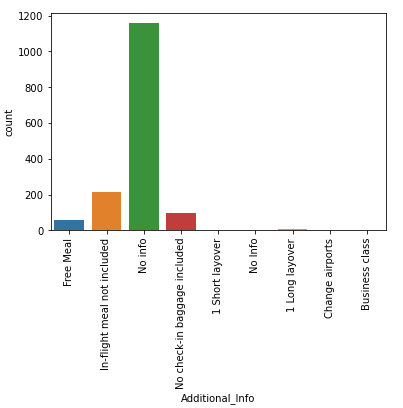 1200
1000
800
600
400
200
0
count
Free Meal
In-flight meal not included
No info
No check-in baggage included
1 Short layover
No Info
1 Long layover
Change airports
Business class
Additional_Info